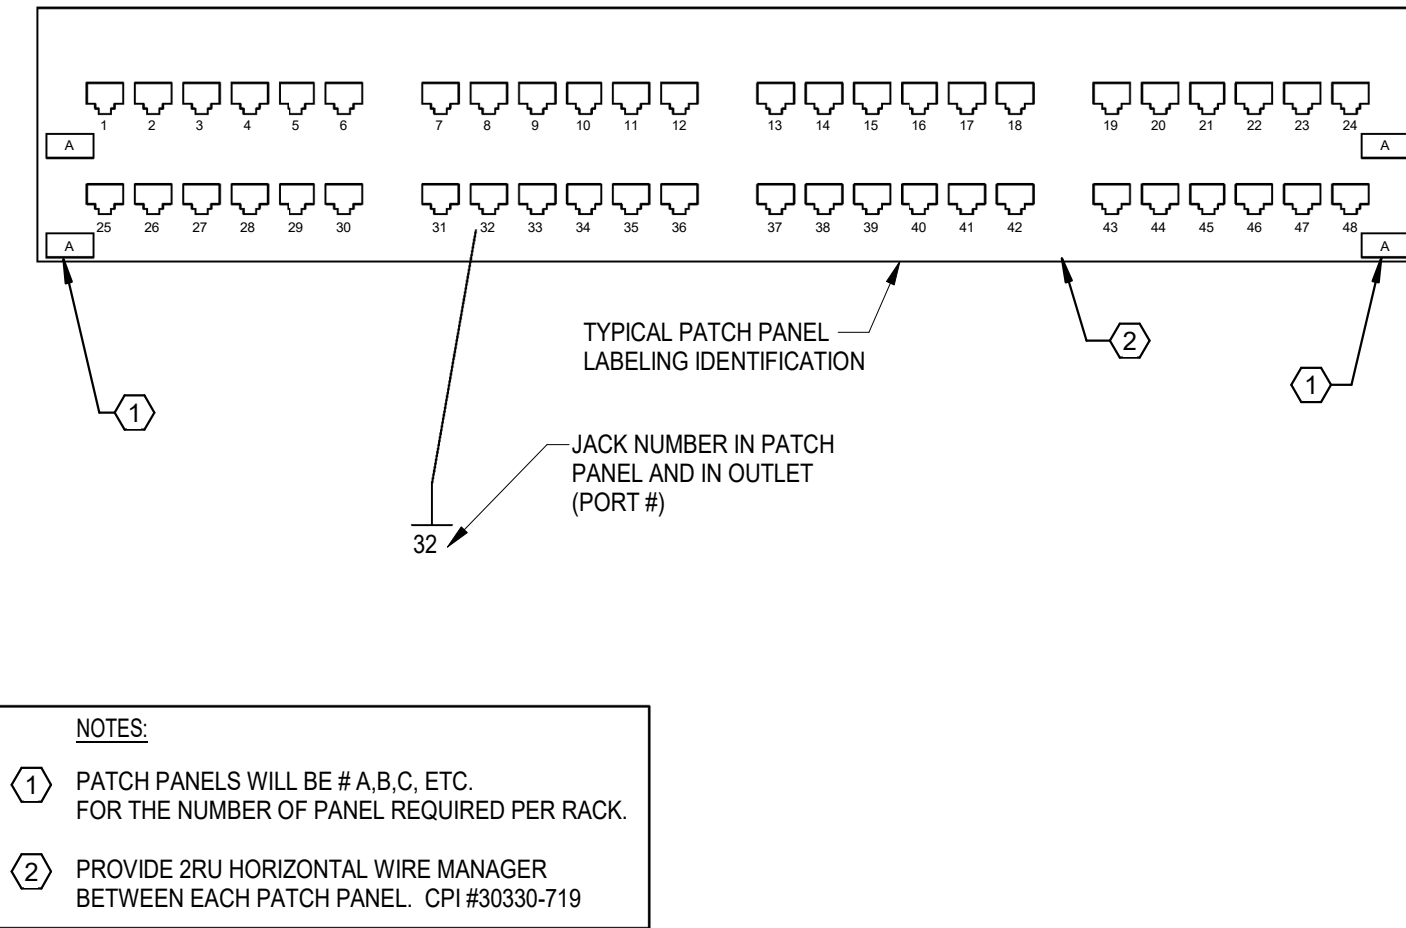 1 2 3 4 5 6 7 8 9 10 11 12 13 14 15 16 17 18 19 20 21 22 23 24
A A
25 26 27 28 29 30 31 32 33 34 35 36 37 38 39 40 41 42 43 44 45 46 47 48
A A
TYPICAL PATCH PANEL
LABELING IDENTIFICATION
2
1
1
JACK NUMBER IN PATCH
PANEL AND IN OUTLET
(PORT #)
32
NOTES:
1 PATCH PANELS WILL BE # A,B,C, ETC.
FOR THE NUMBER OF PANEL REQUIRED PER RACK.
2 PROVIDE 2RU HORIZONTAL WIRE MANAGER
BETWEEN EACH PATCH PANEL. CPI #30330-719